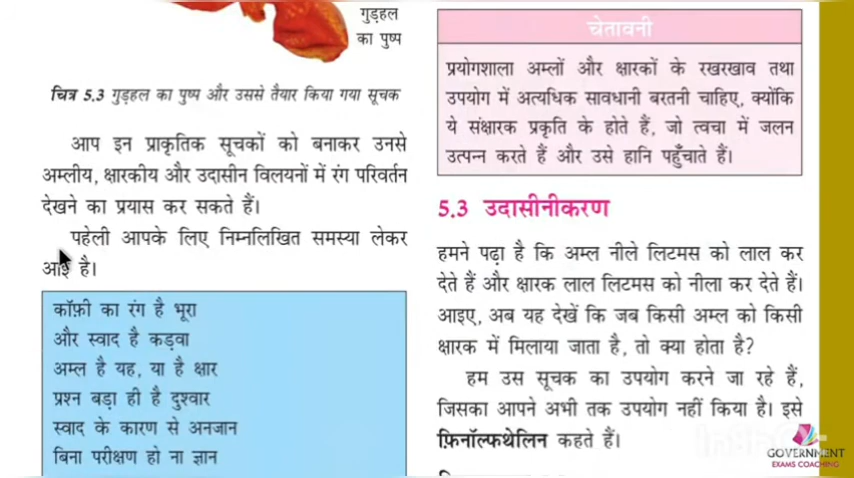 गुड़हल
का पुष्प
चित्र 5.3 गुड़हल का पुष्प और उससे तैयार किया गया सूचक
आप इन प्राकृतिक सूचकों को बनाकर उनसे
अम्लीय, क्षारकीय और उदासीन विलयनों में रंग परिवर्तन
देखने का प्रयास कर सकते हैं।
पहेली आपके लिए निम्नलिखित समस्या लेकर
आई है।
कॉफ़ी का रंग है भूरा
और स्वाद है कड़वा
अम्ल है यह, या है क्षार
प्रश्न बड़ा ही है दुश्वार
स्वाद के कारण से अनजान
बिना परीक्षण हो ना ज्ञान
चेतावनी
प्रयोगशाला अम्लों और क्षारकों के रखरखाव तथा
उपयोग में अत्यधिक सावधानी बरतनी चाहिए, क्योंकि
ये संक्षारक प्रकृति के होते हैं, जो त्वचा में जलन
उत्पन्न करते हैं और उसे हानि पहुँचाते हैं।
5.3 उदासीनीकरण
हमने पढ़ा है कि अम्ल नीले लिटमस को लाल कर
देते हैं और क्षारक लाल लिटमस को नीला कर देते हैं।
आइए, अब यह देखें कि जब किसी अम्ल को किसी
क्षारक में मिलाया जाता है, तो क्या होता है?
हम उस सूचक का उपयोग करने जा रहे हैं,
जिसका आपने अभी तक उपयोग नहीं किया है। इसे
फ़िनॉल्फथेलिन कहते हैं।
GOVERNMENT
EXAMS COACHING